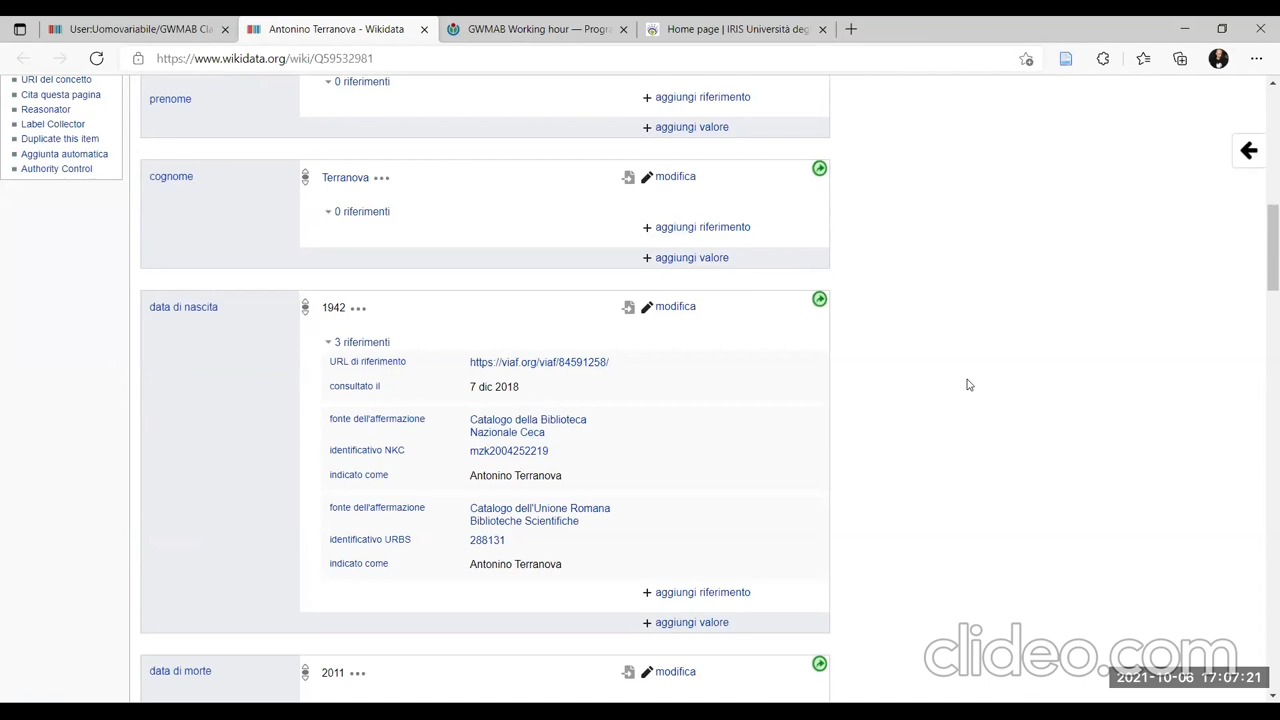 User:Uomovariabile/GWMAB Cla
Antonino Terranova - Wikidata
GWMAB Working hour — Progra
Home page | IRIS Università deg
https://www.wikidata.org/wiki/Q59532981
URI del concetto
Cita questa pagina
Reasonator
Label Collector
Duplicate this item
Aggiunta automatica
Authority Control
0 riferimenti
prenome
+ aggiungi riferimento
+ aggiungi valore
cognome
Terranova
modifica
0 riferimenti
+ aggiungi riferimento
+ aggiungi valore
data di nascita
1942
modifica
3 riferimenti
URL di riferimento
https://viaf.org/viaf/84591258/
consultato il
7 dic 2018
fonte dell'affermazione
Catalogo della Biblioteca
Nazionale Ceca
identificativo NKC
mzk2004252219
indicato come
Antonino Terranova
fonte dell'affermazione
Catalogo dell'Unione Romana
Biblioteche Scientifiche
identificativo URBS
288131
indicato come
Antonino Terranova
+ aggiungi riferimento
+ aggiungi valore
data di morte
2011
modifica
clideo.com
2021-10-06 17:07:21